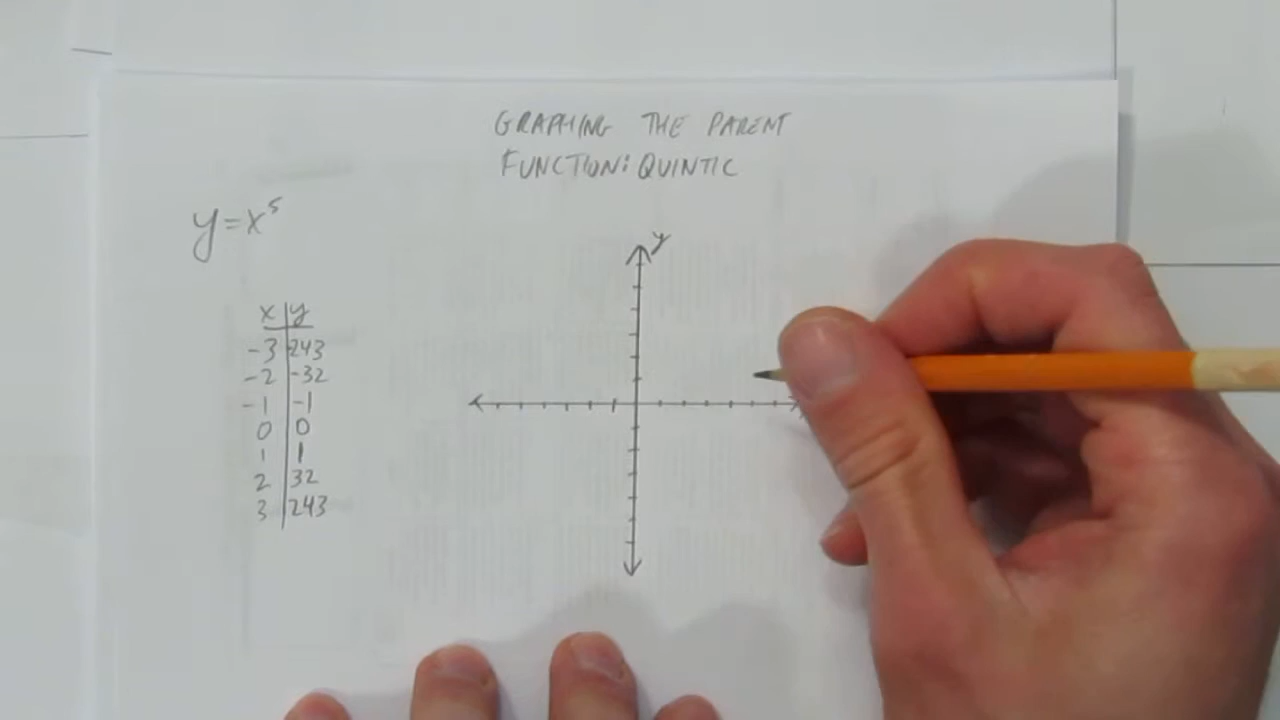 GRAPHING THE PARENT
FUNCTION: QUINTIC
y=x⁵
y
x y
-3 -243
-2 -32
-1 -1
0 0
1 1
2 32
3 243